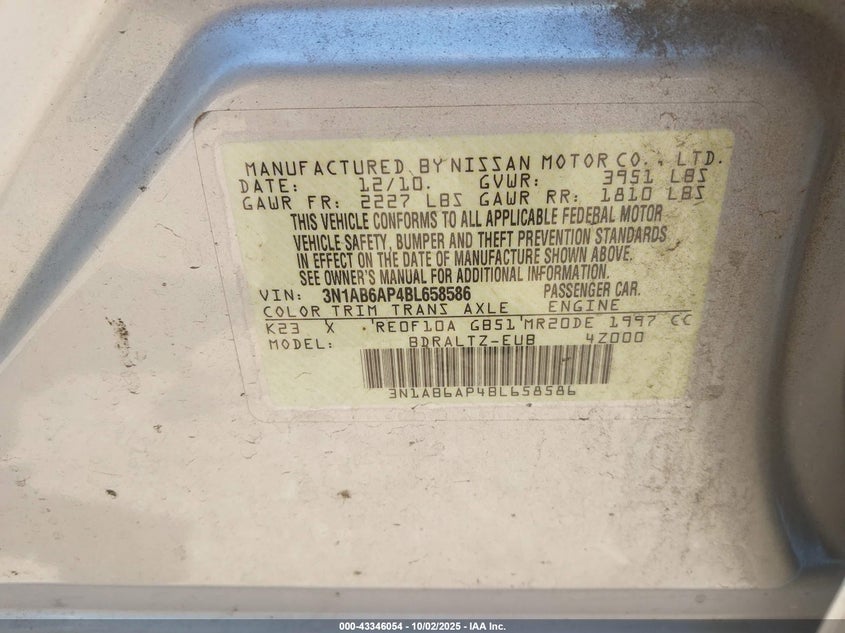 MANUFACTURED BY NISSAN MOTOR CO., LTD.
DATE: 12/10. GVWR: 3951 LBS
GAWR FR: 2227 LBS GAWR RR: 1810 LBS
THIS VEHICLE CONFORMS TO ALL APPLICABLE FEDERAL MOTOR
VEHICLE SAFETY, BUMPER AND THEFT PREVENTION STANDARDS
IN EFFECT ON THE DATE OF MANUFACTURE SHOWN ABOVE.
SEE OWNER'S MANUAL FOR ADDITIONAL INFORMATION.
VIN: 3N1AB6AP4BL658586 PASSENGER CAR.
COLOR TRIM TRANS AXLE ENGINE
K23 X RE0F10A GB51 MR20DE 1997 CC
MODEL: BDRALTZ-EUB 4Z000
3N1AB6AP4BL658586
000-43346054 - 10/02/2025 - IAA Inc.